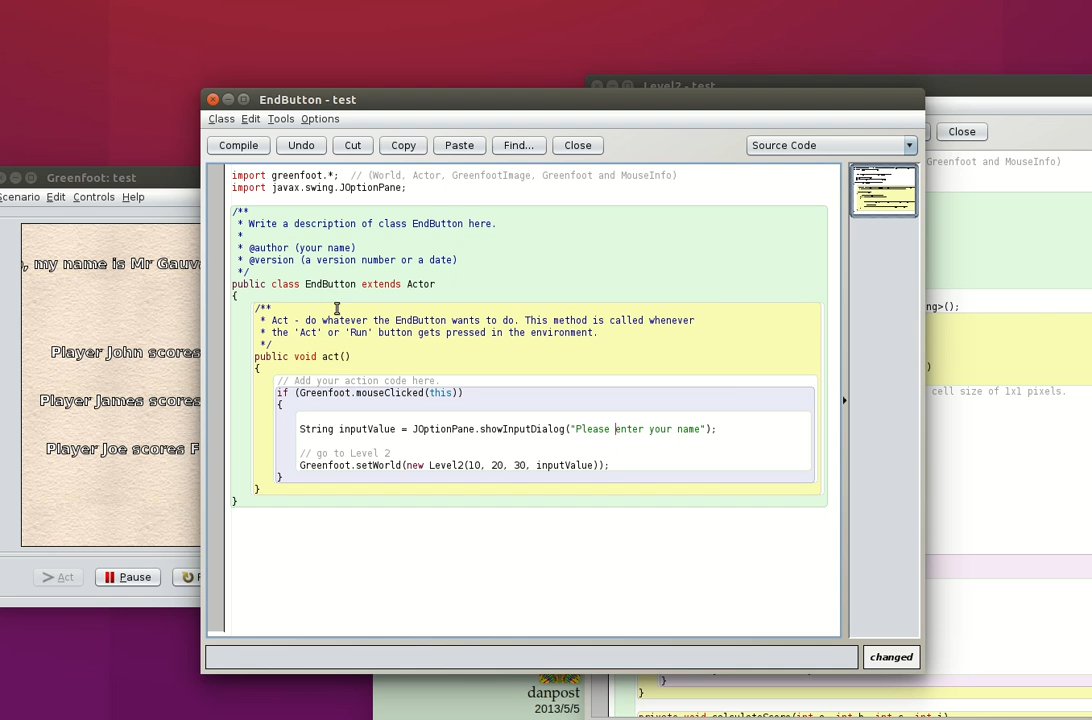 Level2 - test
EndButton - test
Class Edit Tools Options
Compile Undo Cut Copy Paste Find... Close Source Code
Close
import greenfoot.*;  // (World, Actor, GreenfootImage, Greenfoot and MouseInfo)
import javax.swing.JOptionPane;
/**
 * Write a description of class EndButton here.
 *
 * @author (your name)
 * @version (a version number or a date)
 */
public class EndButton extends Actor
{
/**
 * Act - do whatever the EndButton wants to do. This method is called whenever
 * the 'Act' or 'Run' button gets pressed in the environment.
 */
public void act()
{
// Add your action code here.
if (Greenfoot.mouseClicked(this))
{
String inputValue = JOptionPane.showInputDialog("Please enter your name");
// go to Level 2
Greenfoot.setWorld(new Level2(10, 20, 30, inputValue));
}
}
}
changed
Greenfoot: test
Scenario Edit Controls Help
, my name is Mr Gauv
Player John scores
Player James scores
Player Joe scores F
Act Pause
Greenfoot and MouseInfo)
ng>();
)
cell size of 1x1 pixels.
}
}
private void calculateScore(int a, int b, int c, int i)
danpost
2013/5/5